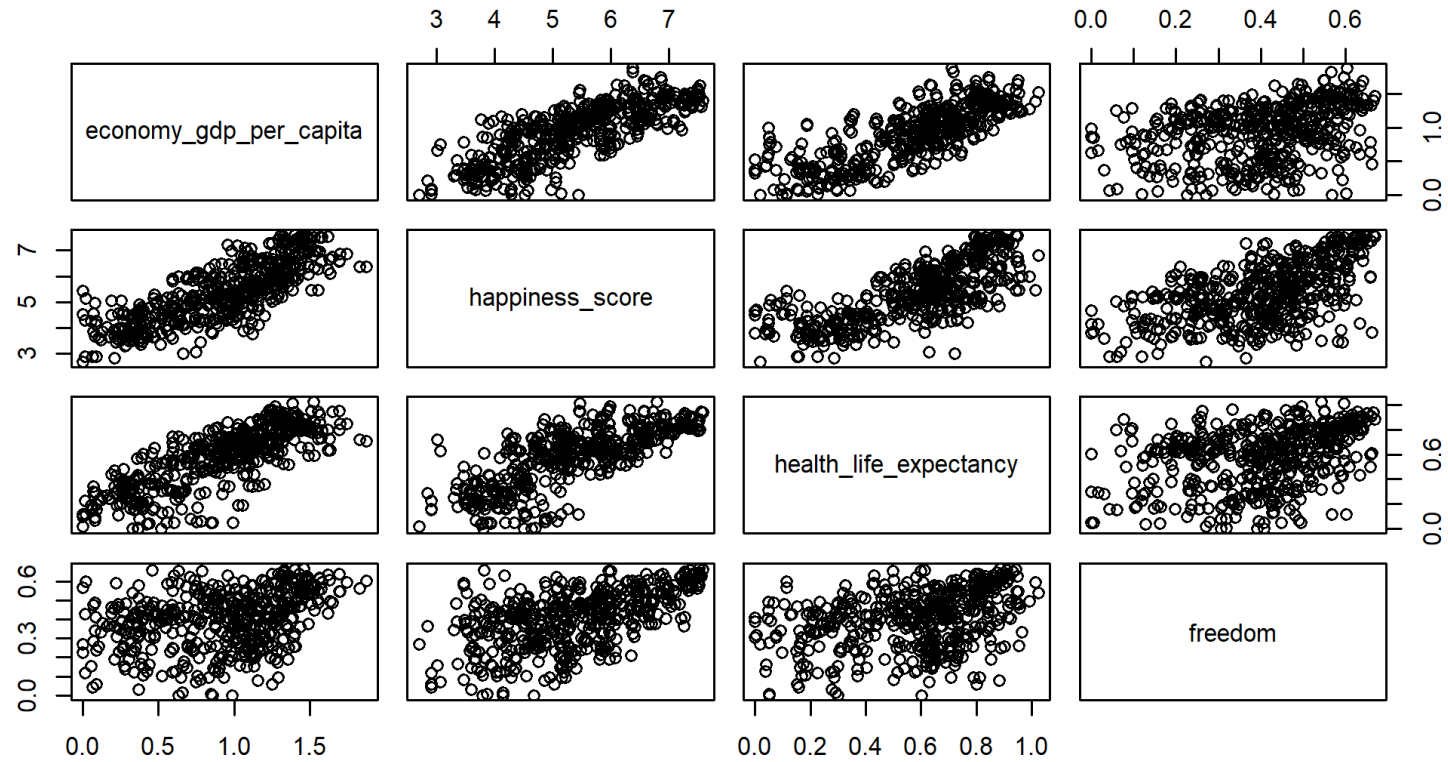 3 4 5 6 7 0.0 0.2 0.4 0.6
economy_gdp_per_capita
0.0 1.0
3 5 7
happiness_score
health_life_expectancy
0.0 0.6
0.0 0.3 0.6
freedom
0.0 0.5 1.0 1.5 0.0 0.2 0.4 0.6 0.8 1.0